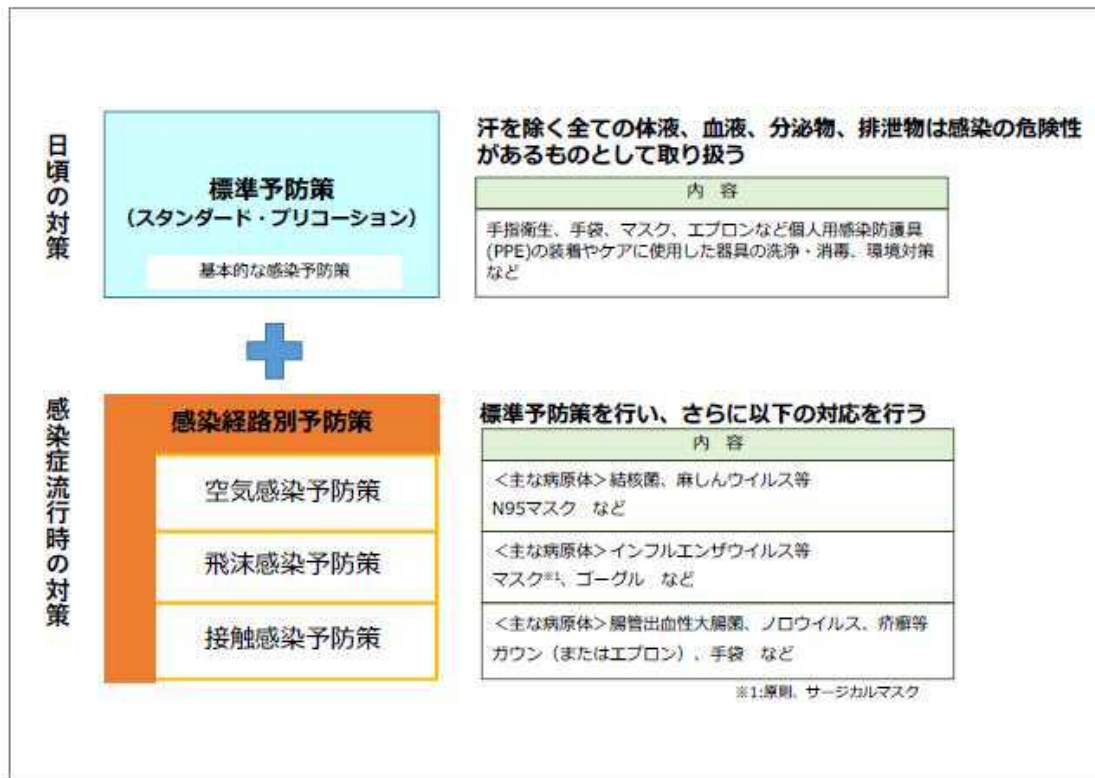 日頃の対策
標準予防策
（スタンダード・プリコーション）
基本的な感染予防策
汗を除く全ての体液、血液、分泌物、排泄物は感染の危険性
があるものとして取り扱う
内 容
手指衛生、手袋、マスク、エプロンなど個人用感染防護具
(PPE)の装着やケアに使用した器具の洗浄・消毒、環境対策
など
感染症流行時の対策
感染経路別予防策
空気感染予防策
飛沫感染予防策
接触感染予防策
標準予防策を行い、さらに以下の対応を行う
内 容
＜主な病原体＞結核菌、麻しんウイルス等
N95マスク など
＜主な病原体＞インフルエンザウイルス等
マスク※1、ゴーグル など
＜主な病原体＞腸管出血性大腸菌、ノロウイルス、疥癬等
ガウン（またはエプロン）、手袋 など
※1:原則、サージカルマスク